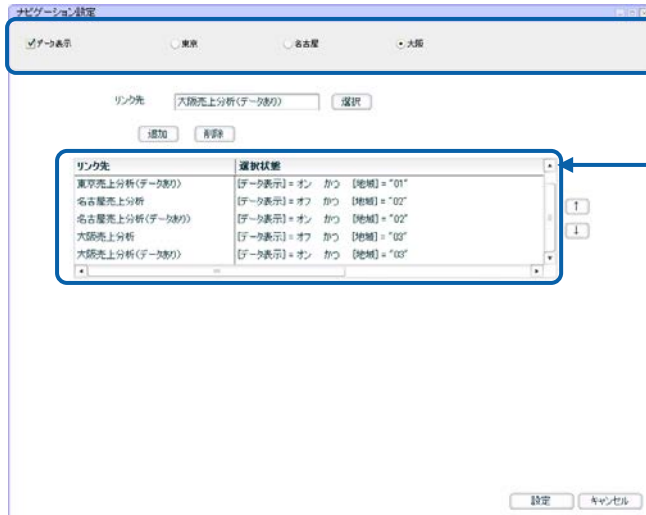 ナビゲーション設定
データ表示 東京 名古屋 大阪
リンク先 大阪売上分析(データあり) 選択
追加 削除
リンク先 選択状態
東京売上分析(データあり) [データ表示] = オン かつ [地域] = "01"
名古屋売上分析 [データ表示] = オフ かつ [地域] = "02"
名古屋売上分析(データあり) [データ表示] = オン かつ [地域] = "02"
大阪売上分析 [データ表示] = オフ かつ [地域] = "03"
大阪売上分析(データあり) [データ表示] = オン かつ [地域] = "03"
↑
↓
設定 キャンセル